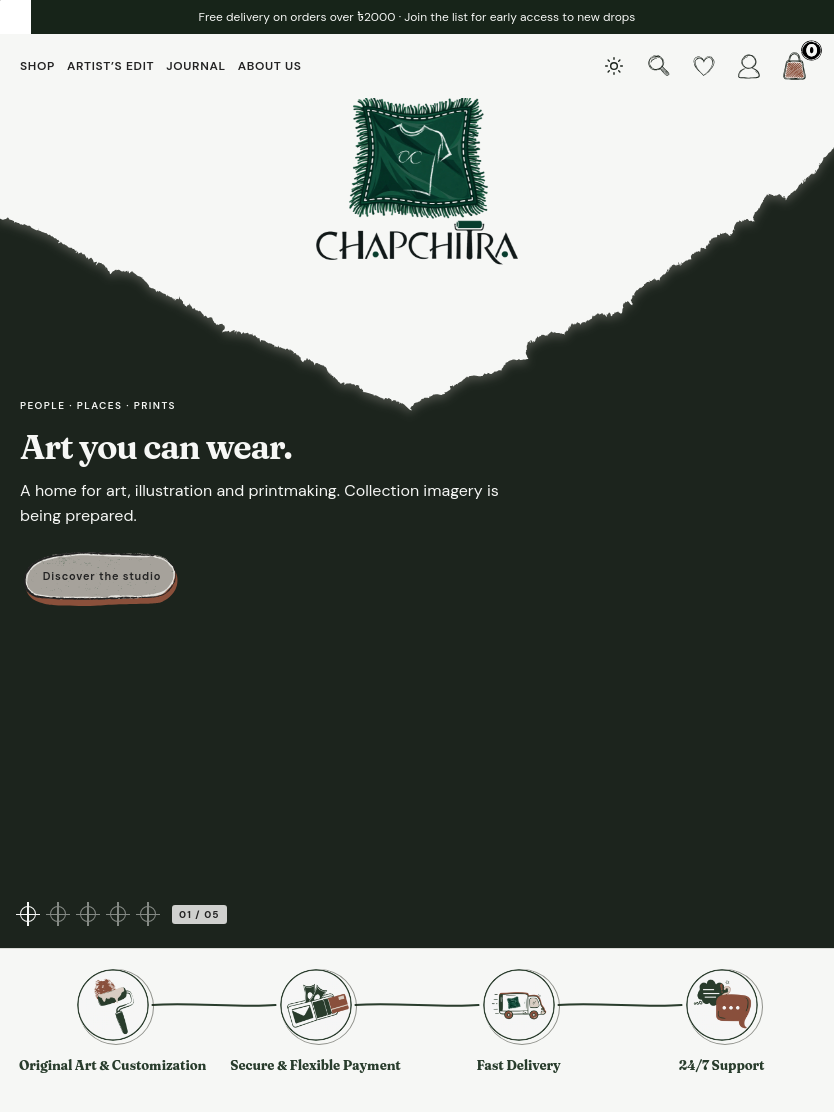 Free delivery on orders over ৳2000 · Join the list for early access to new drops
SHOP ARTIST’S EDIT JOURNAL ABOUT US
0
CC
CHAPCHITRA
PEOPLE · PLACES · PRINTS
Art you can wear.
A home for art, illustration and printmaking. Collection imagery is
being prepared.
Discover the studio
01 / 05
Original Art & Customization
Secure & Flexible Payment
Fast Delivery
24/7 Support